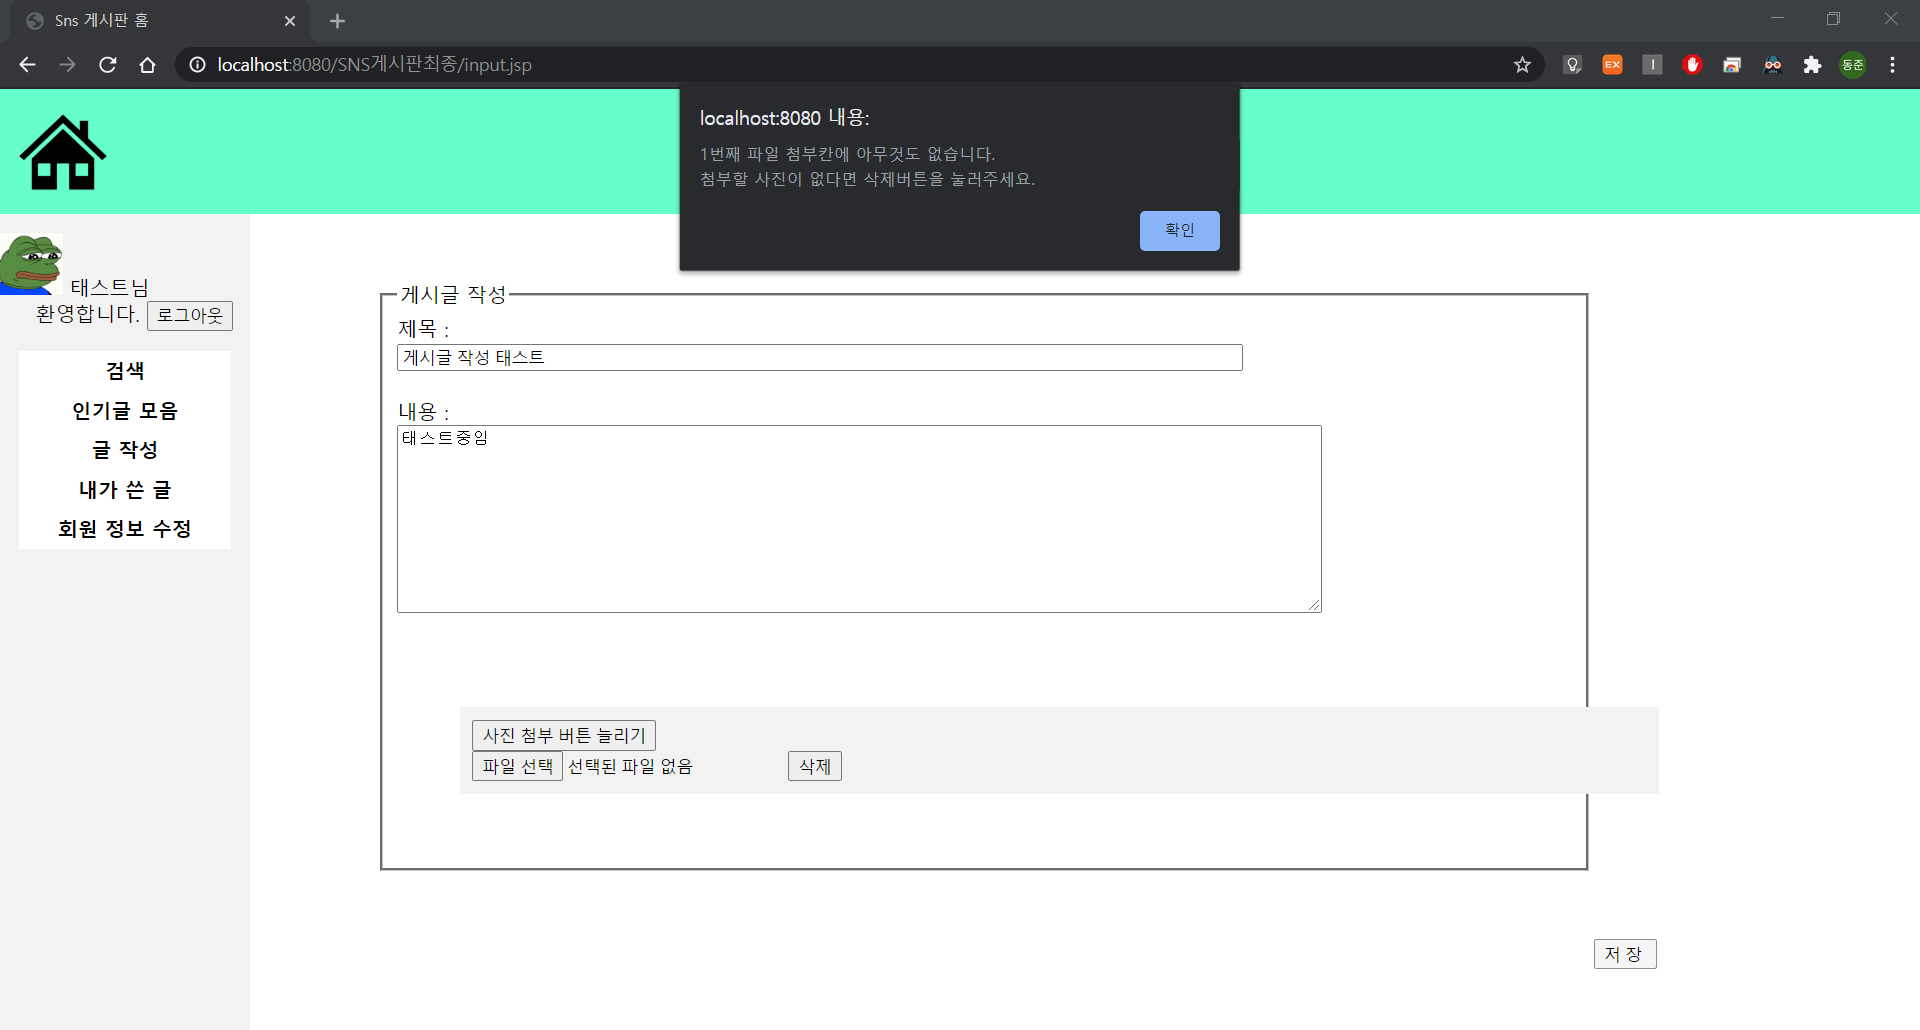 Sns 게시판 홈
localhost:8080/SNS게시판최종/input.jsp
EX
I
동준
localhost:8080 내용:
1번째 파일 첨부칸에 아무것도 없습니다.
첨부할 사진이 없다면 삭제버튼을 눌러주세요.
확인
태스트님
환영합니다. 로그아웃
검색
인기글 모음
글 작성
내가 쓴 글
회원 정보 수정
게시글 작성
제목 :
게시글 작성 태스트
내용 :
태스트중임
사진 첨부 버튼 늘리기
파일 선택 선택된 파일 없음 삭제
저 장